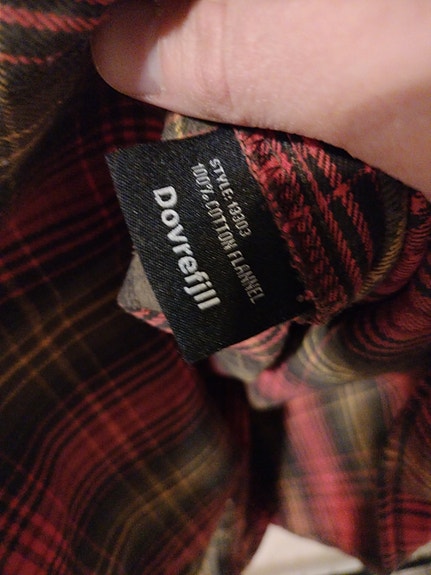 STYLE: 13303
100% COTTON FLANNEL
Dovrefjll